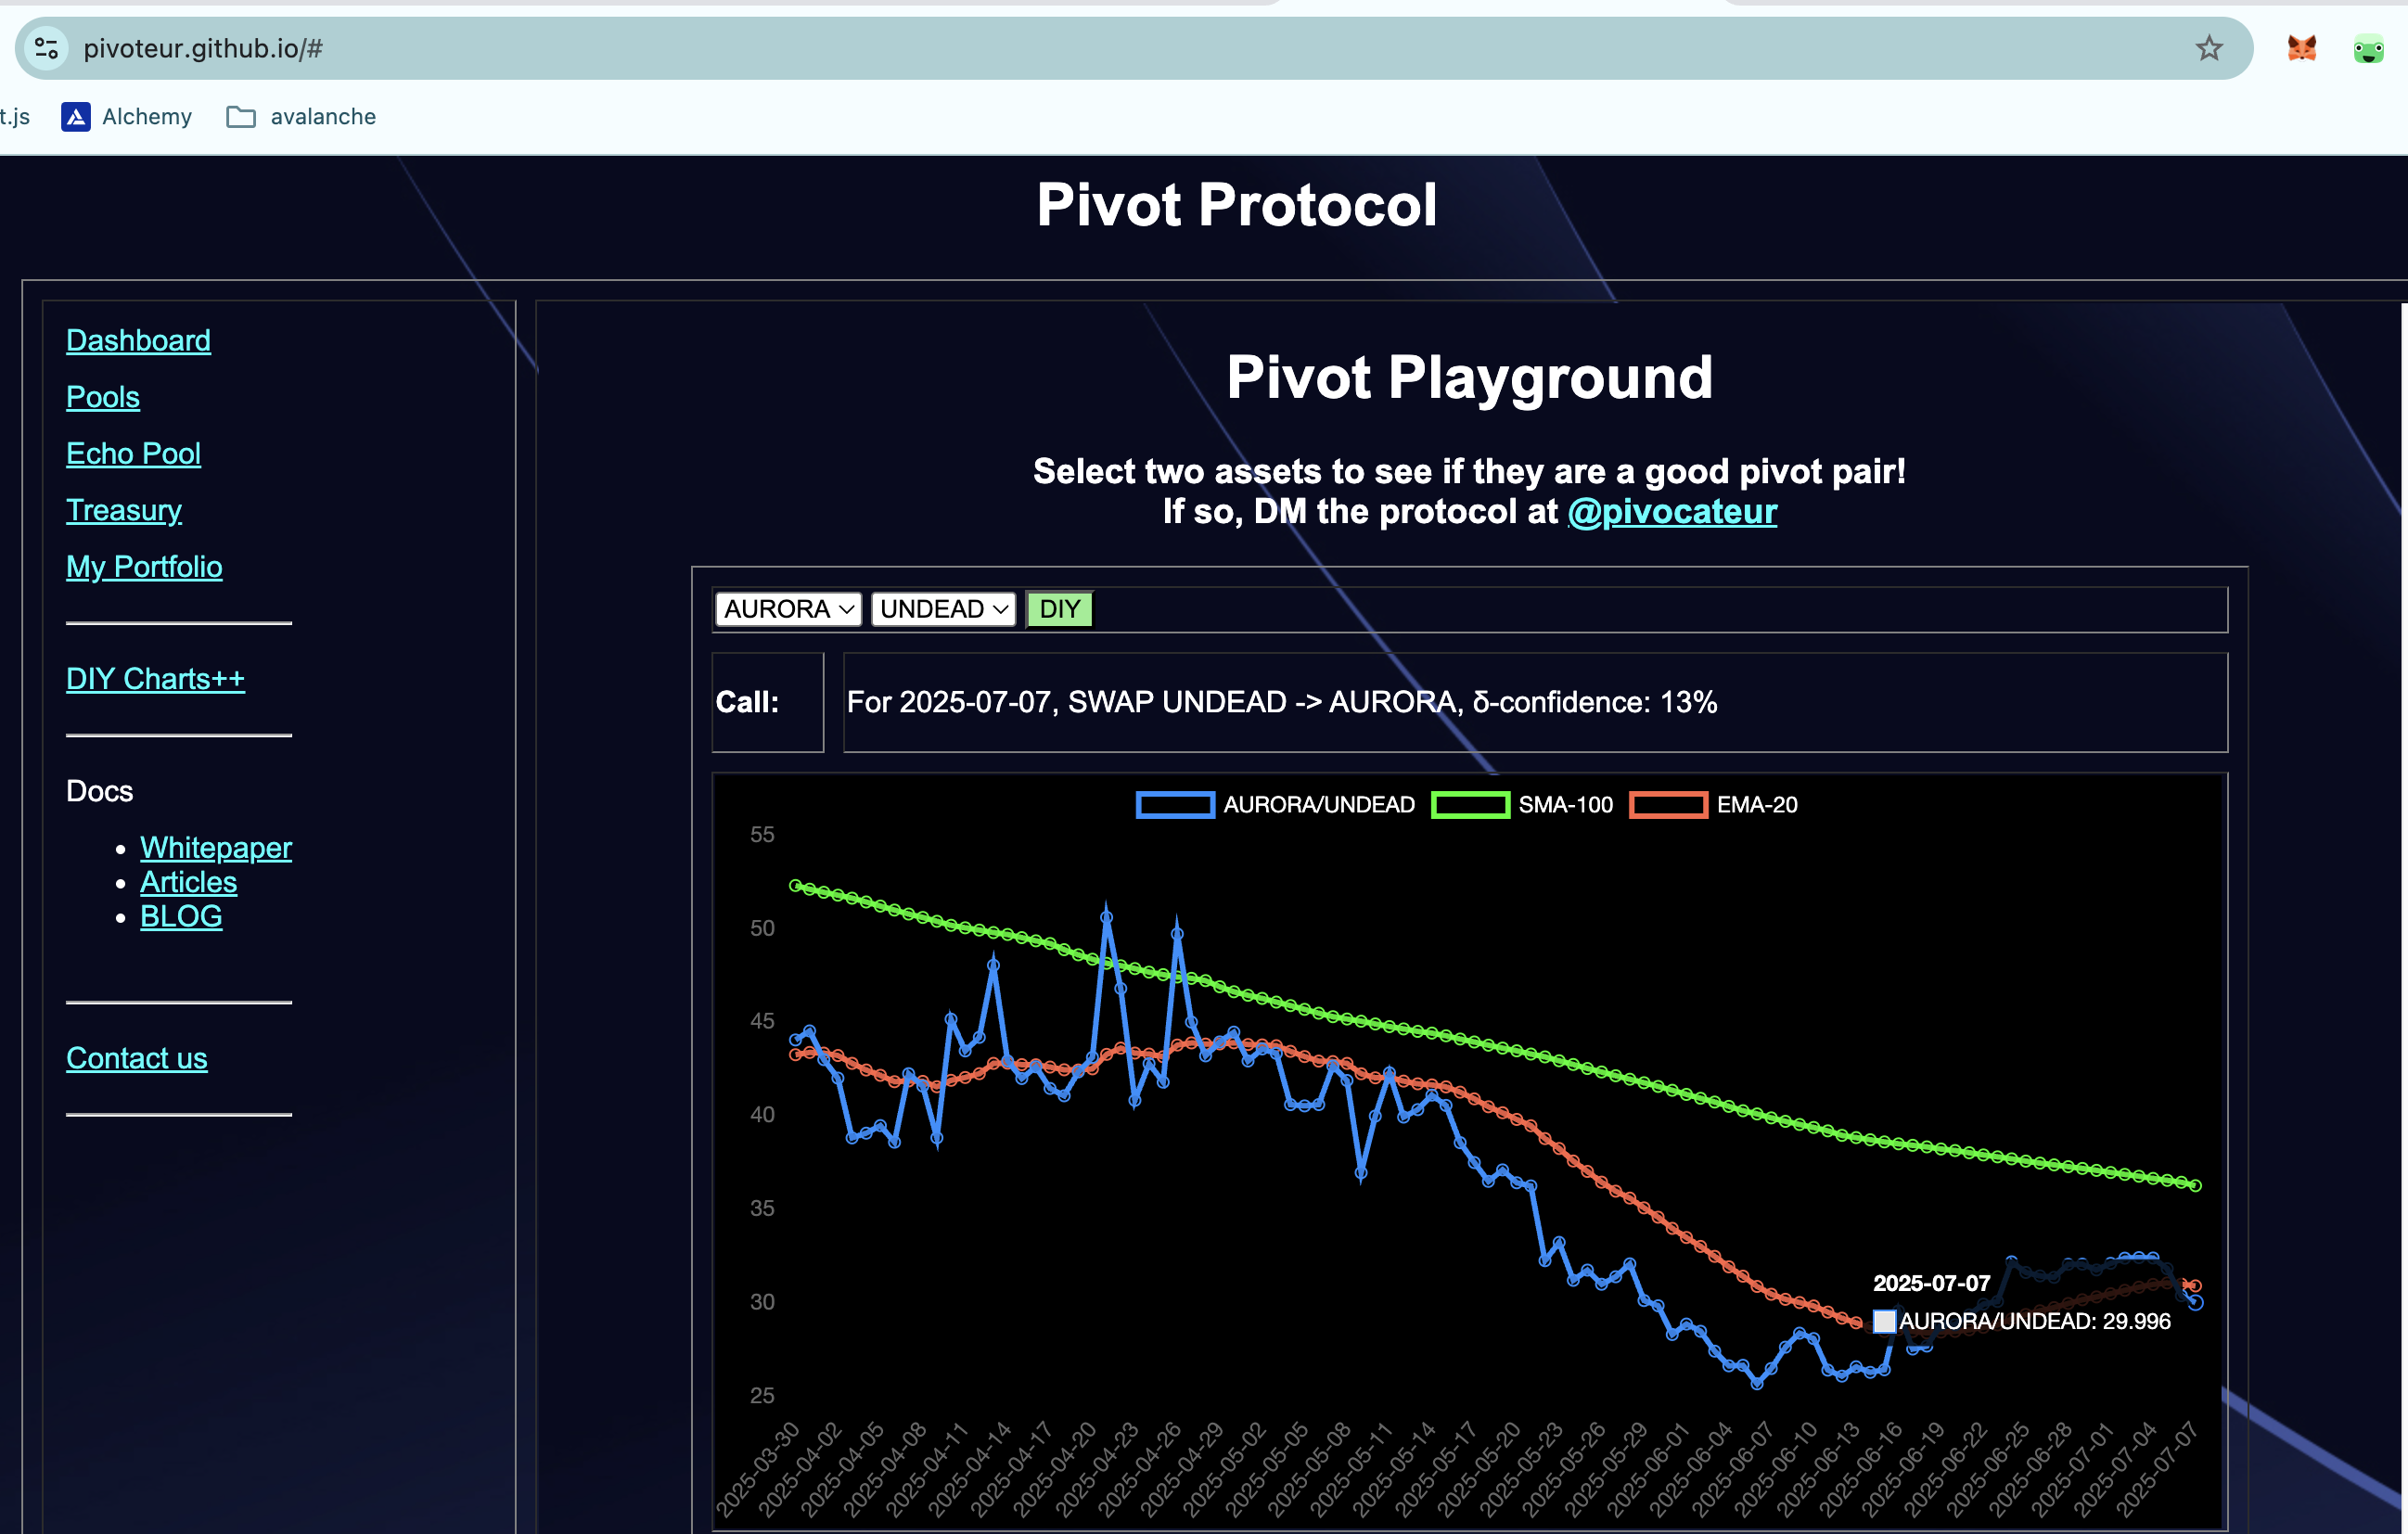 pivoteur.github.io/#
t.js Alchemy avalanche
Pivot Protocol
Dashboard
Pools
Echo Pool
Treasury
My Portfolio
DIY Charts++
Docs
Whitepaper
Articles
BLOG
Contact us
Pivot Playground
Select two assets to see if they are a good pivot pair!
If so, DM the protocol at @pivocateur
AURORA UNDEAD DIY
Call: For 2025-07-07, SWAP UNDEAD -> AURORA, δ-confidence: 13%
AURORA/UNDEAD SMA-100 EMA-20
55
50
45
40
35
30
25
2025-07-07
AURORA/UNDEAD: 29.996
2025-03-30 2025-04-02 2025-04-05 2025-04-08 2025-04-11 2025-04-14 2025-04-17 2025-04-20 2025-04-23 2025-04-26 2025-04-29 2025-05-02 2025-05-05 2025-05-08 2025-05-11 2025-05-14 2025-05-17 2025-05-20 2025-05-23 2025-05-26 2025-05-29 2025-06-01 2025-06-04 2025-06-07 2025-06-10 2025-06-13 2025-06-16 2025-06-19 2025-06-22 2025-06-25 2025-06-28 2025-07-01 2025-07-04 2025-07-07